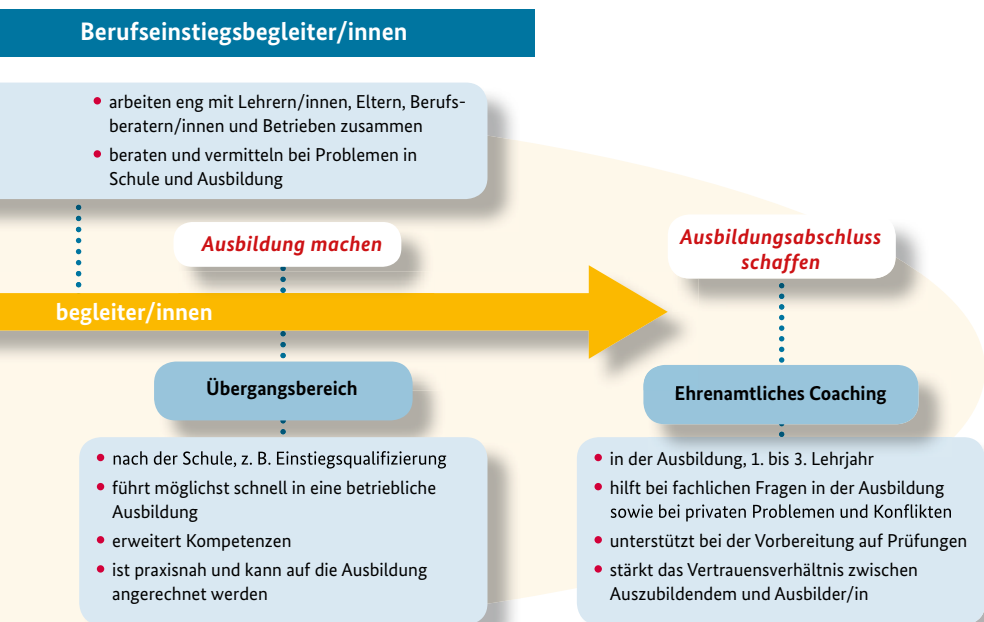 Berufseinstiegsbegleiter/innen
• arbeiten eng mit Lehrern/innen, Eltern, Berufs-
beratern/innen und Betrieben zusammen
• beraten und vermitteln bei Problemen in
Schule und Ausbildung
Ausbildung machen
Ausbildungsabschluss
schaffen
begleiter/innen
Übergangsbereich
• nach der Schule, z. B. Einstiegsqualifizierung
• führt möglichst schnell in eine betriebliche
Ausbildung
• erweitert Kompetenzen
• ist praxisnah und kann auf die Ausbildung
angerechnet werden
Ehrenamtliches Coaching
• in der Ausbildung, 1. bis 3. Lehrjahr
• hilft bei fachlichen Fragen in der Ausbildung
sowie bei privaten Problemen und Konflikten
• unterstützt bei der Vorbereitung auf Prüfungen
• stärkt das Vertrauensverhältnis zwischen
Auszubildendem und Ausbilder/in